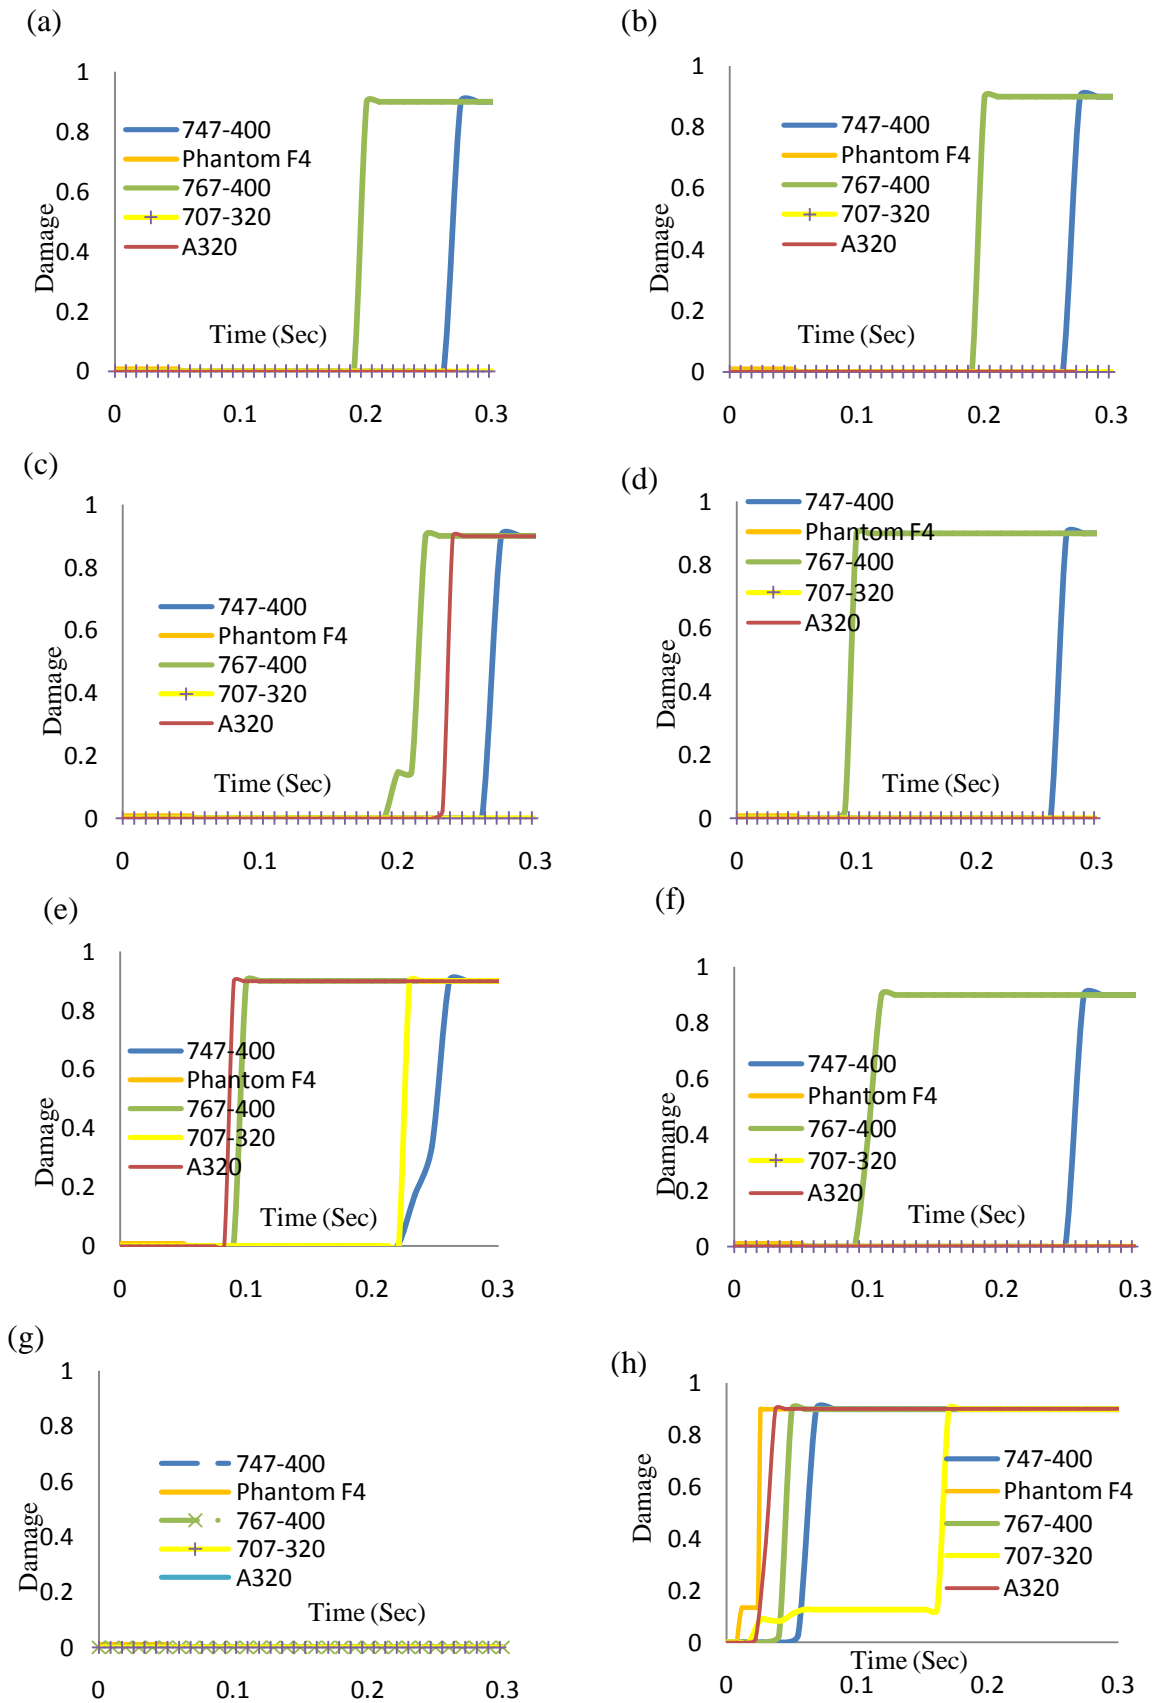 (a)
1
0.8
0.6
0.4
0.2
0
Damage
747-400
Phantom F4
767-400
707-320
A320
Time (Sec)
0 0.1 0.2 0.3
(b)
1
0.8
0.6
0.4
0.2
0
Damage
747-400
Phantom F4
767-400
707-320
A320
Time (Sec)
0 0.1 0.2 0.3
(c)
1
0.8
0.6
0.4
0.2
0
Damage
747-400
Phantom F4
767-400
707-320
A320
Time (Sec)
0 0.1 0.2 0.3
(d)
1
0.8
0.6
0.4
0.2
0
Damage
747-400
Phantom F4
767-400
707-320
A320
Time (Sec)
0 0.1 0.2 0.3
(e)
1
0.8
0.6
0.4
0.2
0
Damage
747-400
Phantom F4
767-400
707-320
A320
Time (Sec)
0 0.1 0.2 0.3
(f)
1
0.8
0.6
0.4
0.2
0
Damange
747-400
Phantom F4
767-400
707-320
A320
Time (Sec)
0 0.1 0.2 0.3
(g)
1
0.8
0.6
0.4
0.2
0
Damage
747-400
Phantom F4
767-400
707-320
A320
Time (Sec)
0 0.1 0.2 0.3
(h)
1
0.8
0.6
0.4
0.2
0
Damage
747-400
Phantom F4
767-400
707-320
A320
Time (Sec)
0 0.1 0.2 0.3